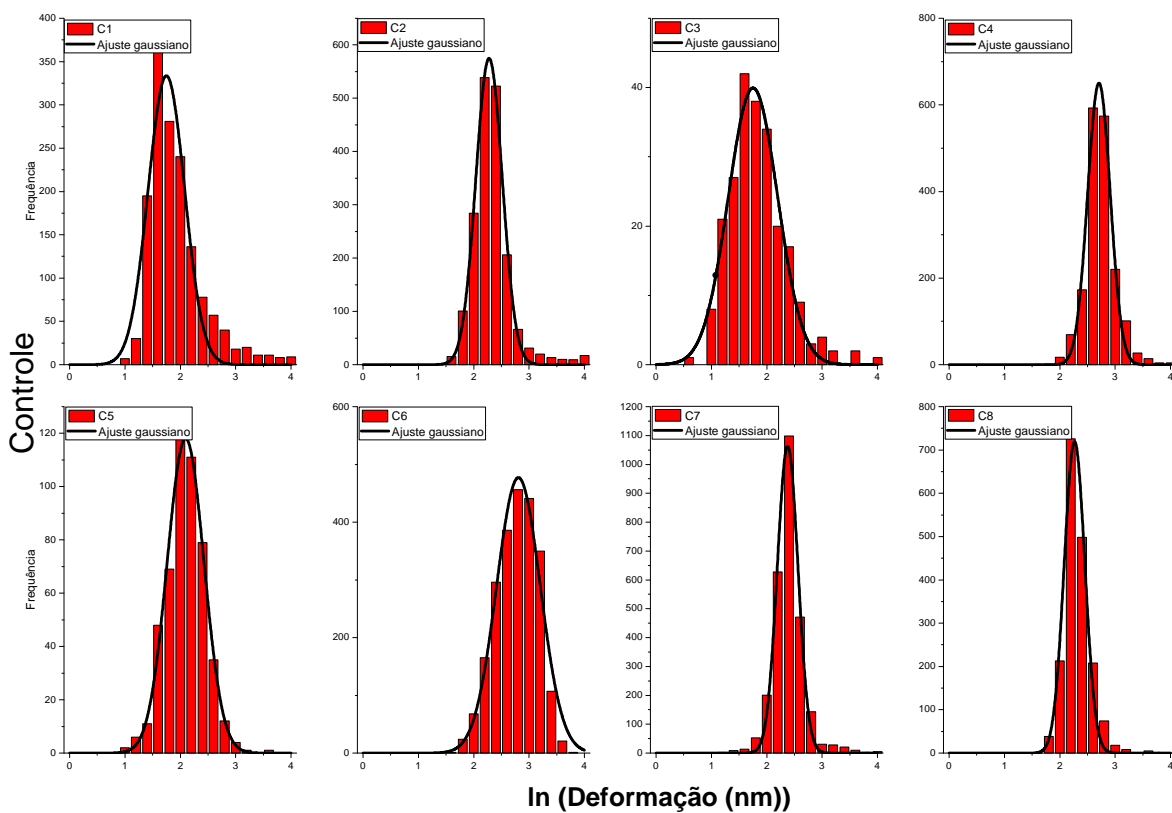 Controle
C1
Ajuste gaussiano
400
350
300
250
200
150
100
50
0
Frequência
0 1 2 3 4
C2
Ajuste gaussiano
600
500
400
300
200
100
0
0 1 2 3 4
C3
Ajuste gaussiano
40
20
0
0 1 2 3 4
C4
Ajuste gaussiano
800
600
400
200
0
0 1 2 3 4
C5
Ajuste gaussiano
120
100
80
60
40
20
0
Frequência
0 1 2 3 4
C6
Ajuste gaussiano
600
400
200
0
0 1 2 3 4
C7
Ajuste gaussiano
1200
1100
1000
900
800
700
600
500
400
300
200
100
0
0 1 2 3 4
C8
Ajuste gaussiano
800
700
600
500
400
300
200
100
0
0 1 2 3 4
ln (Deformação (nm))